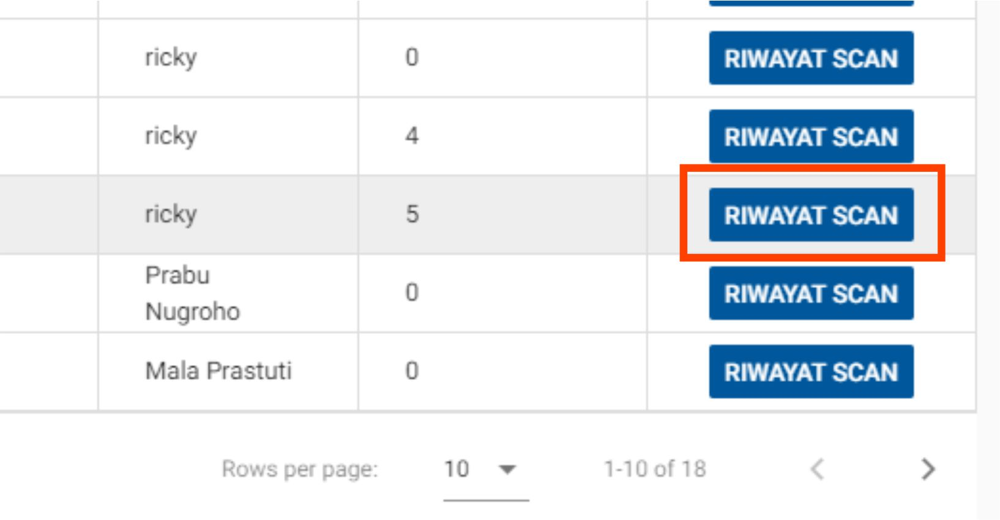 ricky 0 RIWAYAT SCAN
ricky 4 RIWAYAT SCAN
ricky 5 RIWAYAT SCAN
Prabu
Nugroho 0 RIWAYAT SCAN
Mala Prastuti 0 RIWAYAT SCAN
Rows per page: 10 1-10 of 18